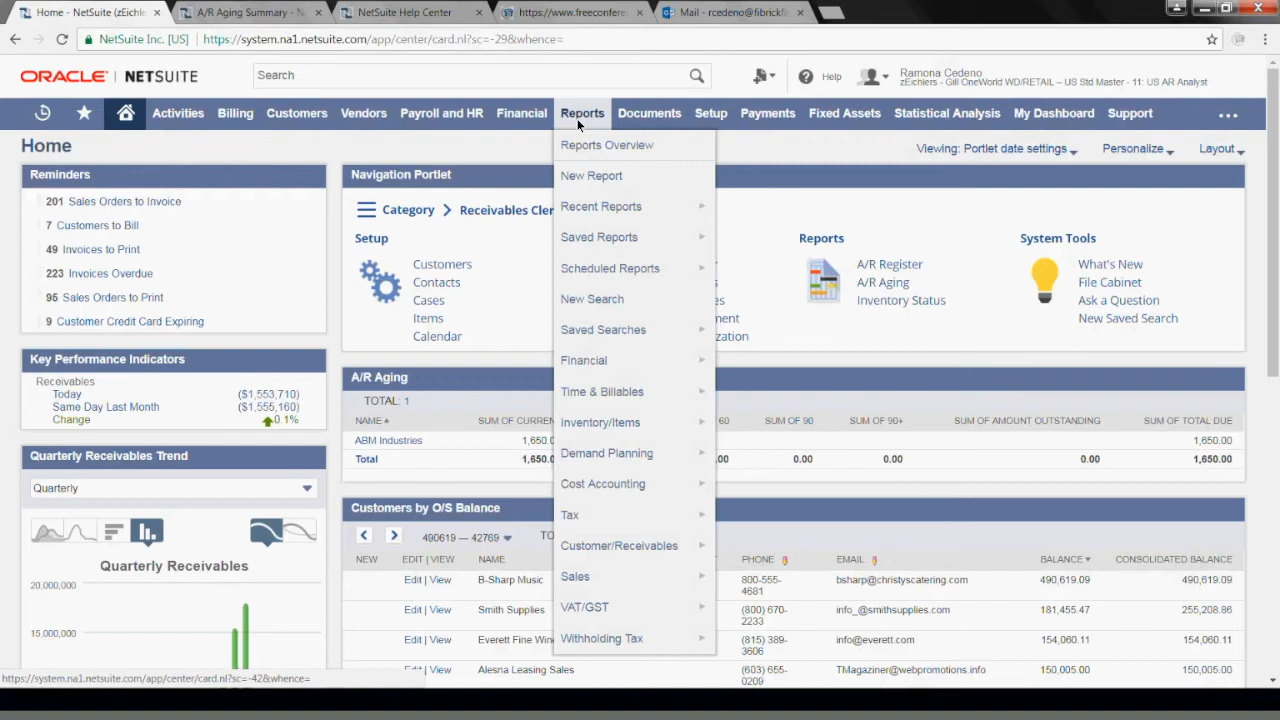 Home - NetSuite (zEichl
A/R Aging Summary - N
NetSuite Help Center
https://www.freeconfere
Mail - rcedeno@fibrickfi
NetSuite Inc. [US] https://system.na1.netsuite.com/app/center/card.nl?sc=-29&whence=
ORACLE NETSUITE
Search
Help
Ramona Cedeno
zEichlers - Gill OneWorld WD/RETAIL – US Std Master - 11: US AR Analyst
Activities Billing Customers Vendors Payroll and HR Financial Reports Documents Setup Payments Fixed Assets Statistical Analysis My Dashboard Support
Home
Viewing: Portlet date settings Personalize Layout
Reminders
201 Sales Orders to Invoice
7 Customers to Bill
49 Invoices to Print
223 Invoices Overdue
95 Sales Orders to Print
9 Customer Credit Card Expiring
Key Performance Indicators
Receivables
Today ($1,553,710)
Same Day Last Month ($1,555,160)
Change 0.1%
Quarterly Receivables Trend
Quarterly
Quarterly Receivables
20,000,000
15,000,000
Navigation Portlet
Category Receivables Cler
Setup
Customers
Contacts
Cases
Items
Calendar
Reports Overview
New Report
Recent Reports
Saved Reports
Scheduled Reports
New Search
Saved Searches
Financial
Time & Billables
Inventory/Items
Demand Planning
Cost Accounting
Tax
Customer/Receivables
Sales
VAT/GST
Withholding Tax
ment
ization
Reports
A/R Register
A/R Aging
Inventory Status
System Tools
What's New
File Cabinet
Ask a Question
New Saved Search
A/R Aging
TOTAL: 1
NAME SUM OF CURREN 60 SUM OF 90 SUM OF 90+ SUM OF AMOUNT OUTSTANDING SUM OF TOTAL DUE
ABM Industries 1,650.0 1,650.00
Total 1,650.0 .00 0.00 0.00 0.00 1,650.00
Customers by O/S Balance
490619 — 42769 TO
NEW EDIT | VIEW NAME PHONE EMAIL BALANCE CONSOLIDATED BALANCE
Edit | View B-Sharp Music 800-555-4681 bsharp@christyscatering.com 490,619.09 490,619.09
Edit | View Smith Supplies (800) 670-2233 info_@smithsupplies.com 181,455.47 255,208.86
Edit | View Everett Fine Win (815) 389-3606 info@everett.com 154,060.11 154,060.11
Edit | View Alesna Leasing Sales (603) 655-0209 TMagaziner@webpromotions.info 150,005.00 150,005.00
https://system.na1.netsuite.com/app/center/card.nl?sc=-42&whence=